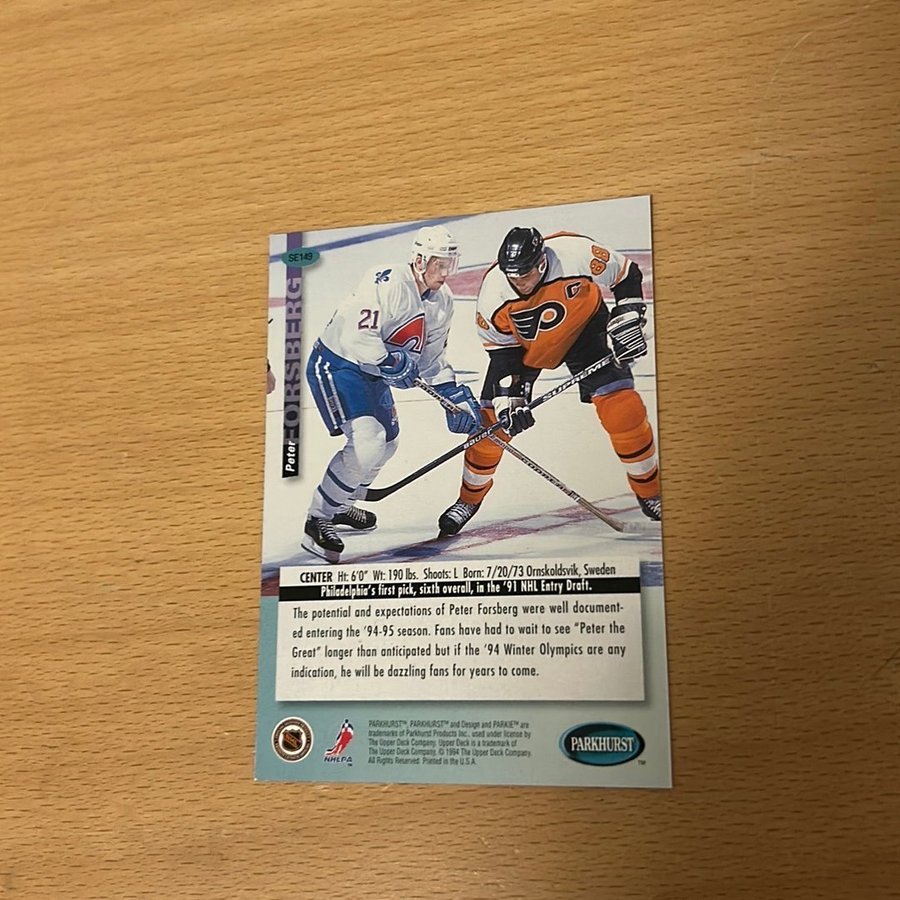 SE149
Peter FORSBERG
21
88
SUPREME
BAUER
CENTER Ht: 6'0" Wt: 190 lbs. Shoots: L Born: 7/20/73 Ornskoldsvik, Sweden
Philadelphia's first pick, sixth overall, in the '91 NHL Entry Draft.
The potential and expectations of Peter Forsberg were well document-
ed entering the '94-95 season. Fans have had to wait to see "Peter the
Great" longer than anticipated but if the '94 Winter Olympics are any
indication, he will be dazzling fans for years to come.
NHL
NHLPA
PARKHURST™, PARKHURST™ and Design and PARKIE™ are
trademarks of Parkhurst Products Inc., used under license by
The Upper Deck Company. Upper Deck is a trademark of
The Upper Deck Company. © 1994 The Upper Deck Company.
All Rights Reserved. Printed in the U.S.A.
PARKHURST™